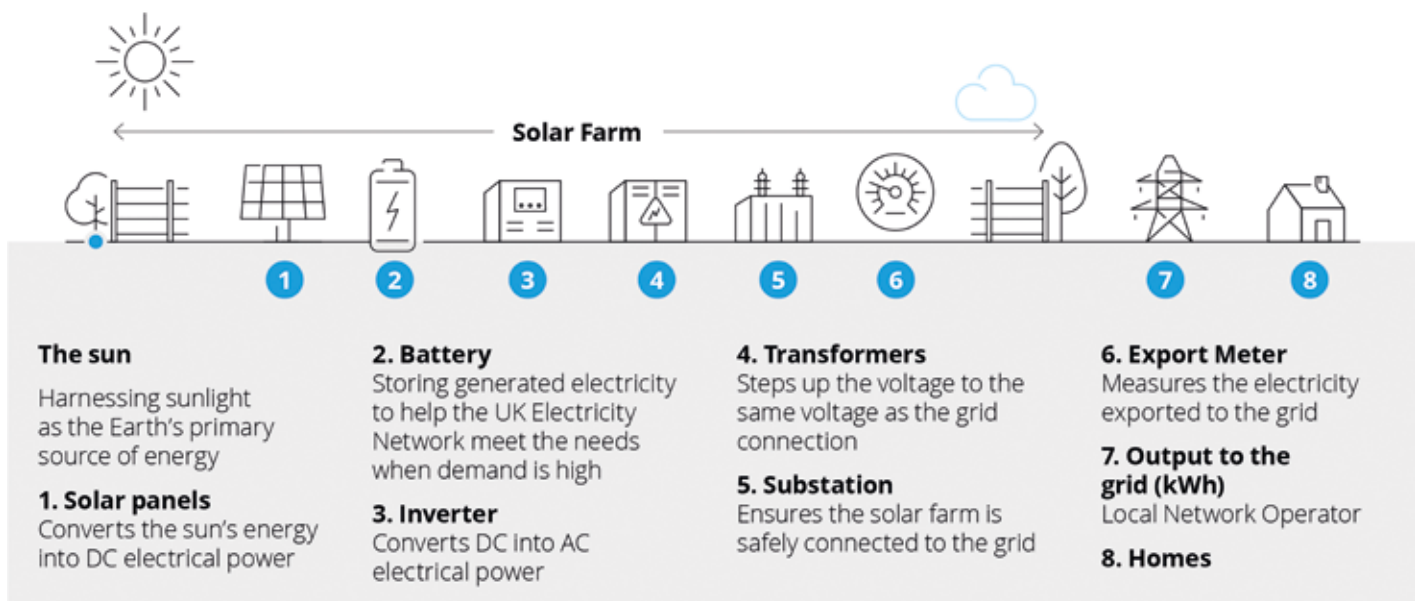 Solar Farm
1
2
3
4
5
6
7
8
The sun
Harnessing sunlight
as the Earth's primary
source of energy
1. Solar panels
Converts the sun's energy
into DC electrical power
2. Battery
Storing generated electricity
to help the UK Electricity
Network meet the needs
when demand is high
3. Inverter
Converts DC into AC
electrical power
4. Transformers
Steps up the voltage to the
same voltage as the grid
connection
5. Substation
Ensures the solar farm is
safely connected to the grid
6. Export Meter
Measures the electricity
exported to the grid
7. Output to the
grid (kWh)
Local Network Operator
8. Homes